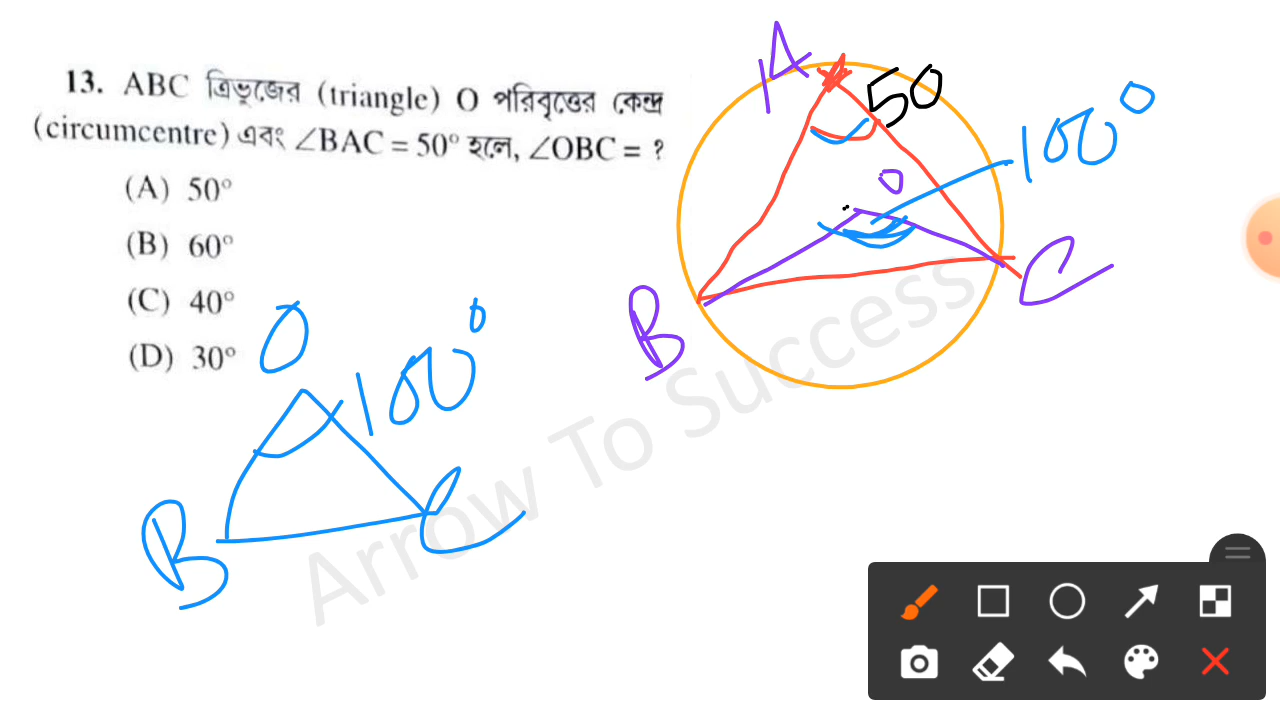 13. ABC ত্রিভুজের (triangle) O পরিবৃত্তের কেন্দ্র
(circumcentre) এবং ∠BAC = 50° হলে, ∠OBC = ?
(A) 50°
(B) 60°
(C) 40°
(D) 30°
A
50
100°
O
B
C
O
100°
B
C
Arrow To Success